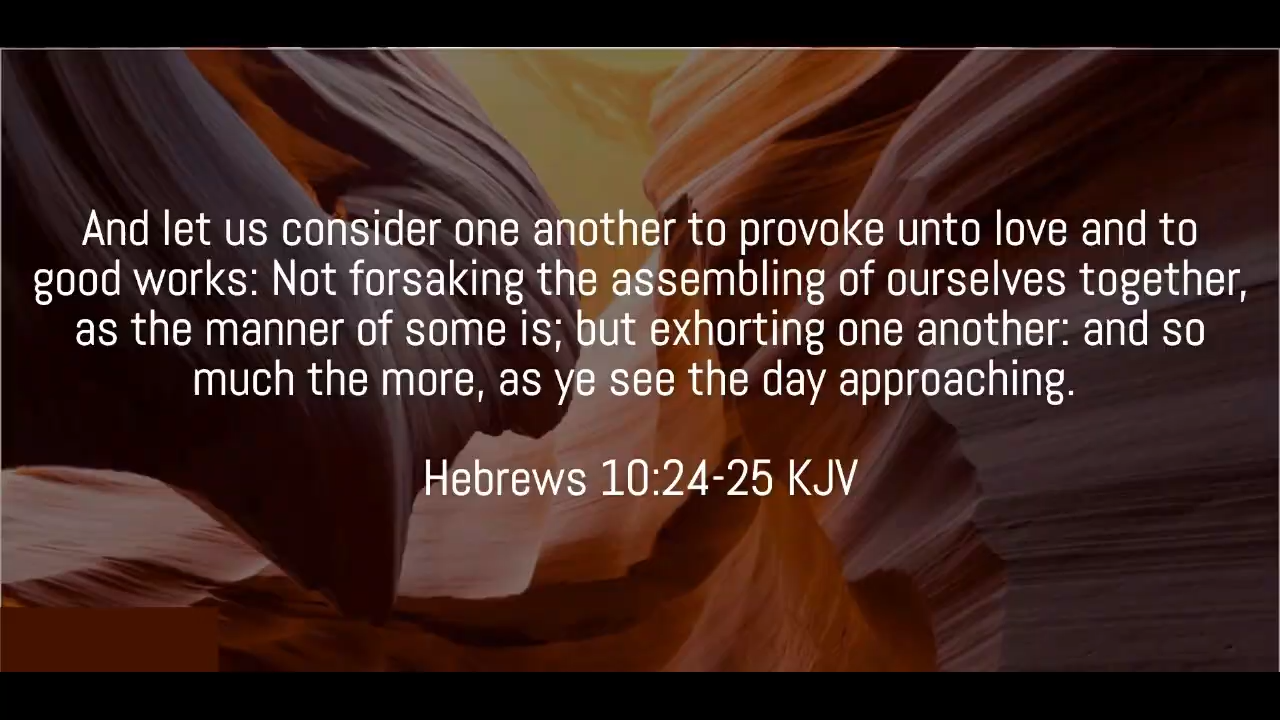 And let us consider one another to provoke unto love and to
good works: Not forsaking the assembling of ourselves together,
as the manner of some is; but exhorting one another: and so
much the more, as ye see the day approaching.
Hebrews 10:24-25 KJV